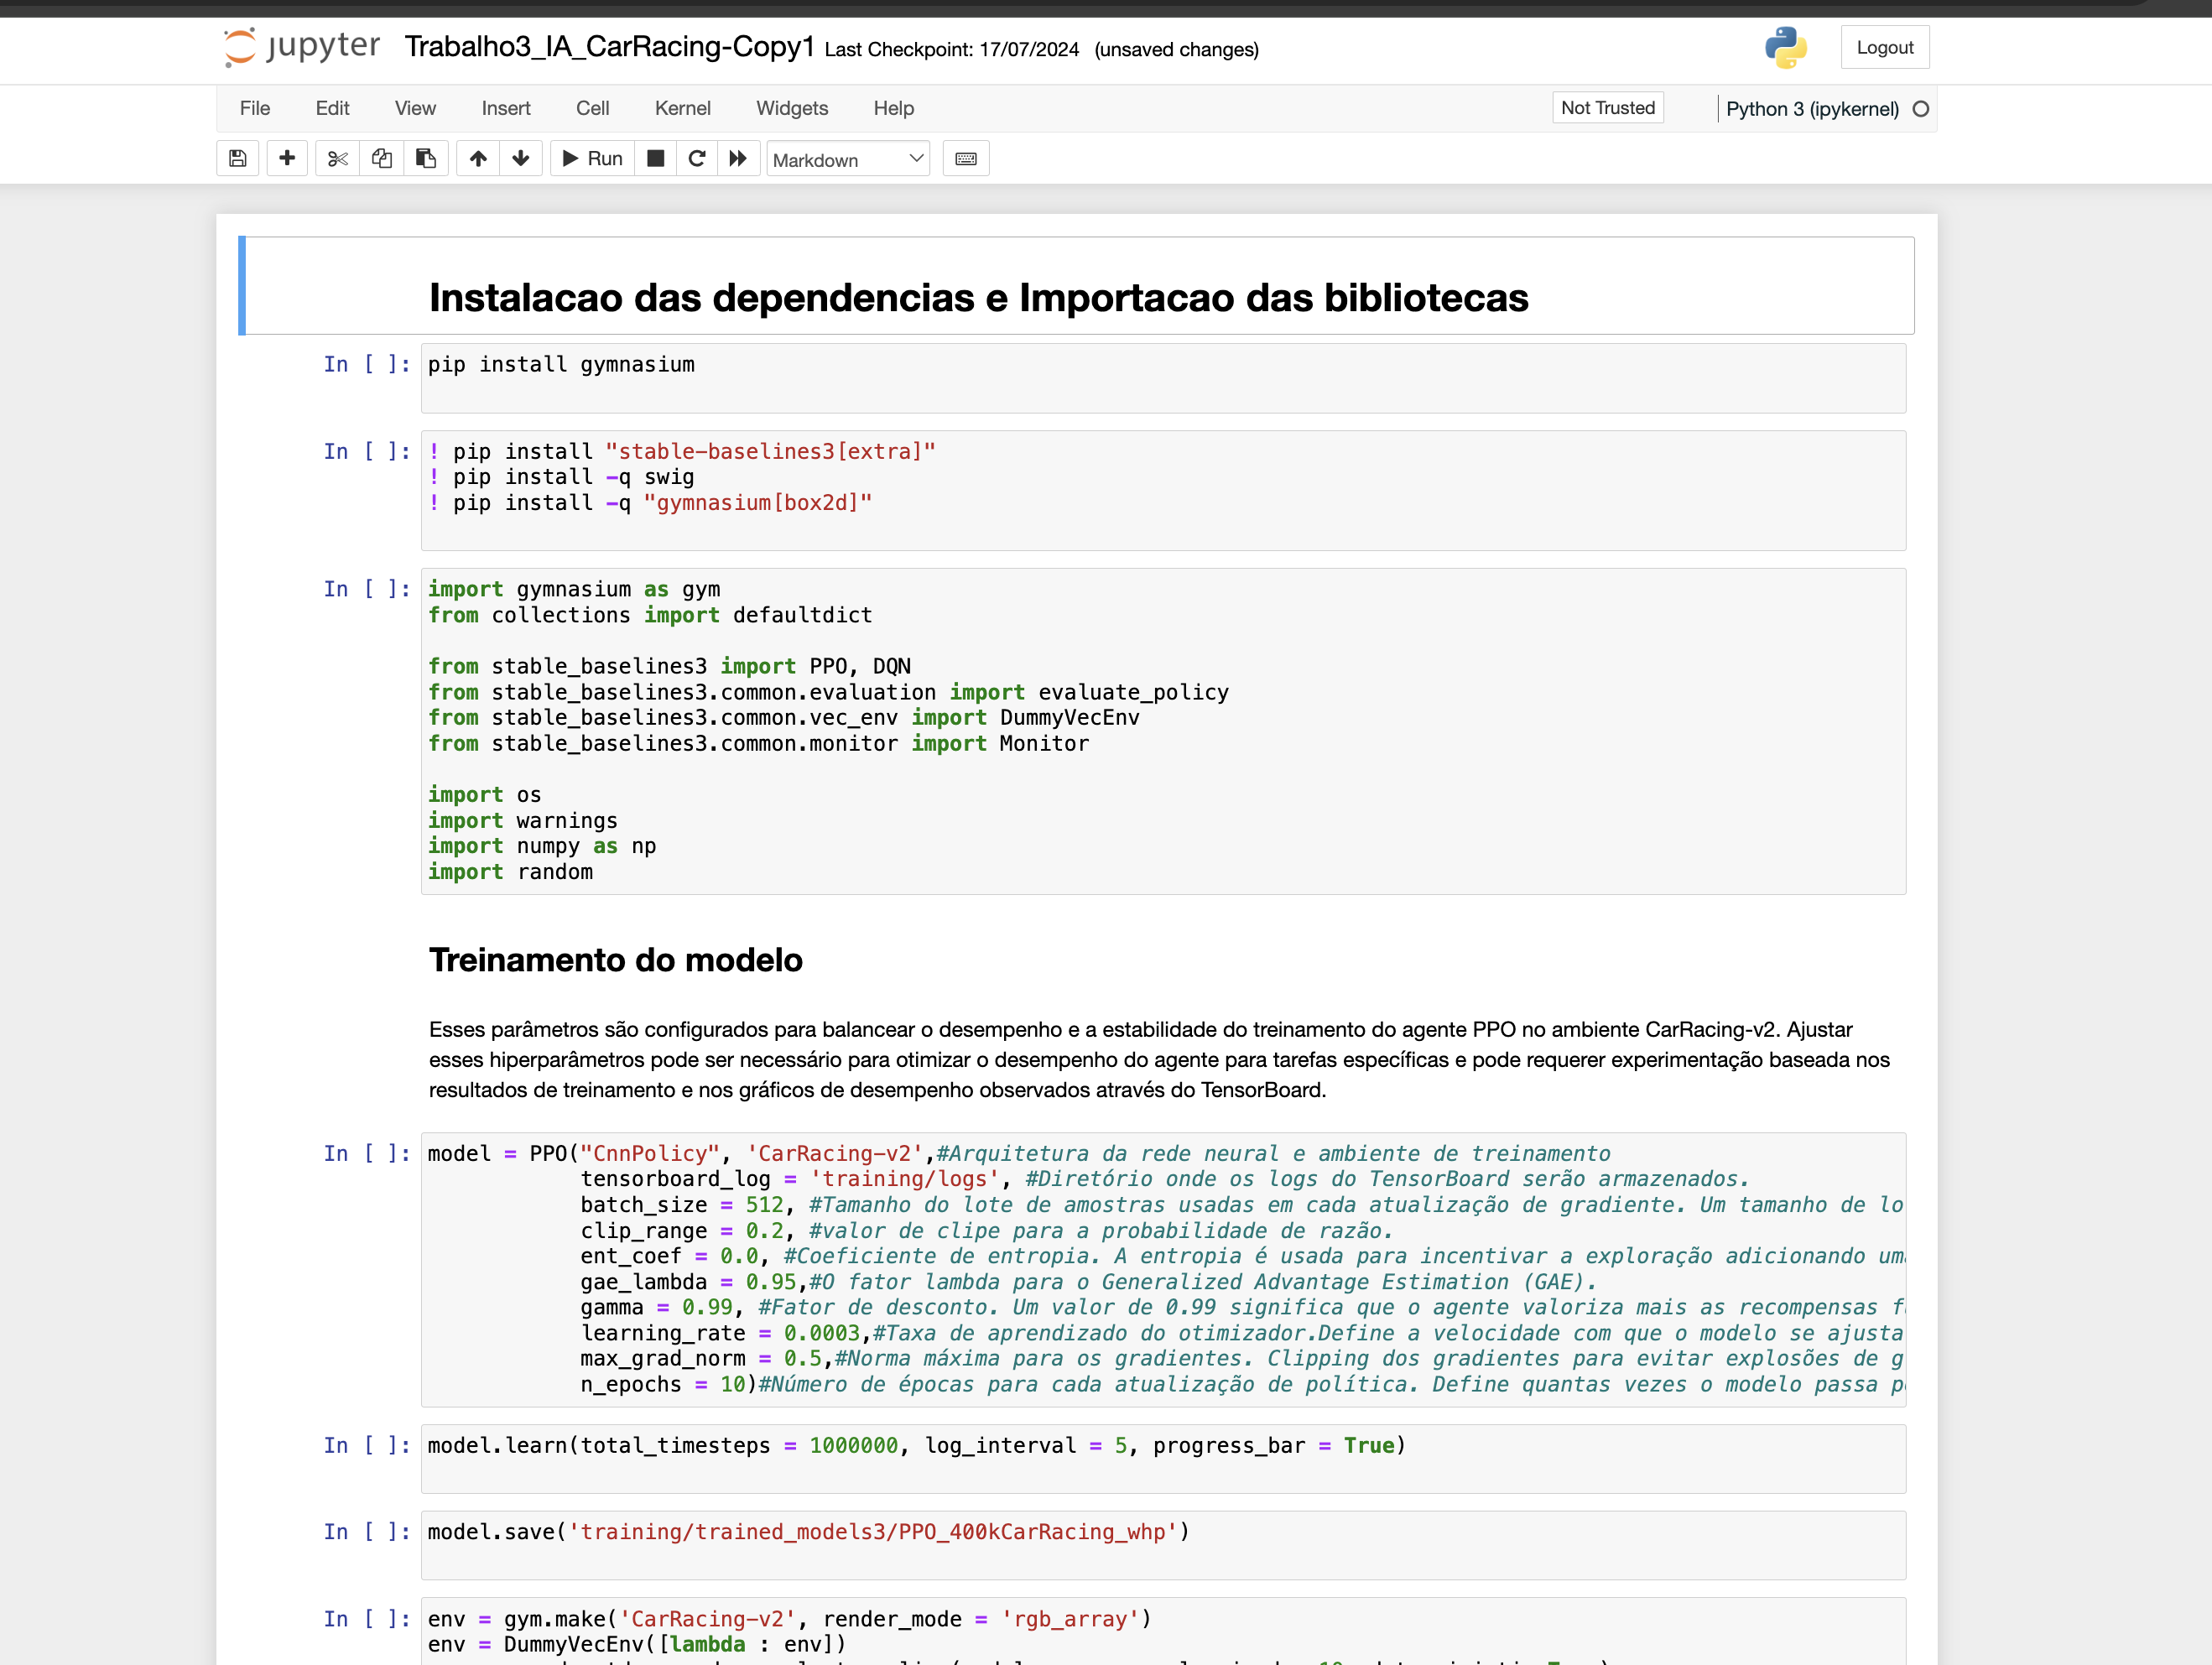 jupyter Trabalho3_IA_CarRacing-Copy1 Last Checkpoint: 17/07/2024 (unsaved changes) Logout
File Edit View Insert Cell Kernel Widgets Help Not Trusted Python 3 (ipykernel)
Run Markdown
Instalacao das dependencias e Importacao das bibliotecas
In [ ]: pip install gymnasium
In [ ]: ! pip install "stable-baselines3[extra]"
! pip install -q swig
! pip install -q "gymnasium[box2d]"
In [ ]: import gymnasium as gym
from collections import defaultdict
from stable_baselines3 import PPO, DQN
from stable_baselines3.common.evaluation import evaluate_policy
from stable_baselines3.common.vec_env import DummyVecEnv
from stable_baselines3.common.monitor import Monitor
import os
import warnings
import numpy as np
import random
Treinamento do modelo
Esses parâmetros são configurados para balancear o desempenho e a estabilidade do treinamento do agente PPO no ambiente CarRacing-v2. Ajustar
esses hiperparâmetros pode ser necessário para otimizar o desempenho do agente para tarefas específicas e pode requerer experimentação baseada nos
resultados de treinamento e nos gráficos de desempenho observados através do TensorBoard.
In [ ]: model = PPO("CnnPolicy", 'CarRacing-v2',#Arquitetura da rede neural e ambiente de treinamento
tensorboard_log = 'training/logs', #Diretório onde os logs do TensorBoard serão armazenados.
batch_size = 512, #Tamanho do lote de amostras usadas em cada atualização de gradiente. Um tamanho de lo
clip_range = 0.2, #valor de clipe para a probabilidade de razão.
ent_coef = 0.0, #Coeficiente de entropia. A entropia é usada para incentivar a exploração adicionando
gae_lambda = 0.95,#O fator lambda para o Generalized Advantage Estimation (GAE).
gamma = 0.99, #Fator de desconto. Um valor de 0.99 significa que o agente valoriza mais as recompensas
learning_rate = 0.0003,#Taxa de aprendizado do otimizador.Define a velocidade com que o modelo se ajusta
max_grad_norm = 0.5,#Norma máxima para os gradientes. Clipping dos gradientes para evitar explosões de g
n_epochs = 10)#Número de épocas para cada atualização de política. Define quantas vezes o modelo passa
In [ ]: model.learn(total_timesteps = 1000000, log_interval = 5, progress_bar = True)
In [ ]: model.save('training/trained_models3/PPO_400kCarRacing_whp')
In [ ]: env = gym.make('CarRacing-v2', render_mode = 'rgb_array')
env = DummyVecEnv([lambda : env])